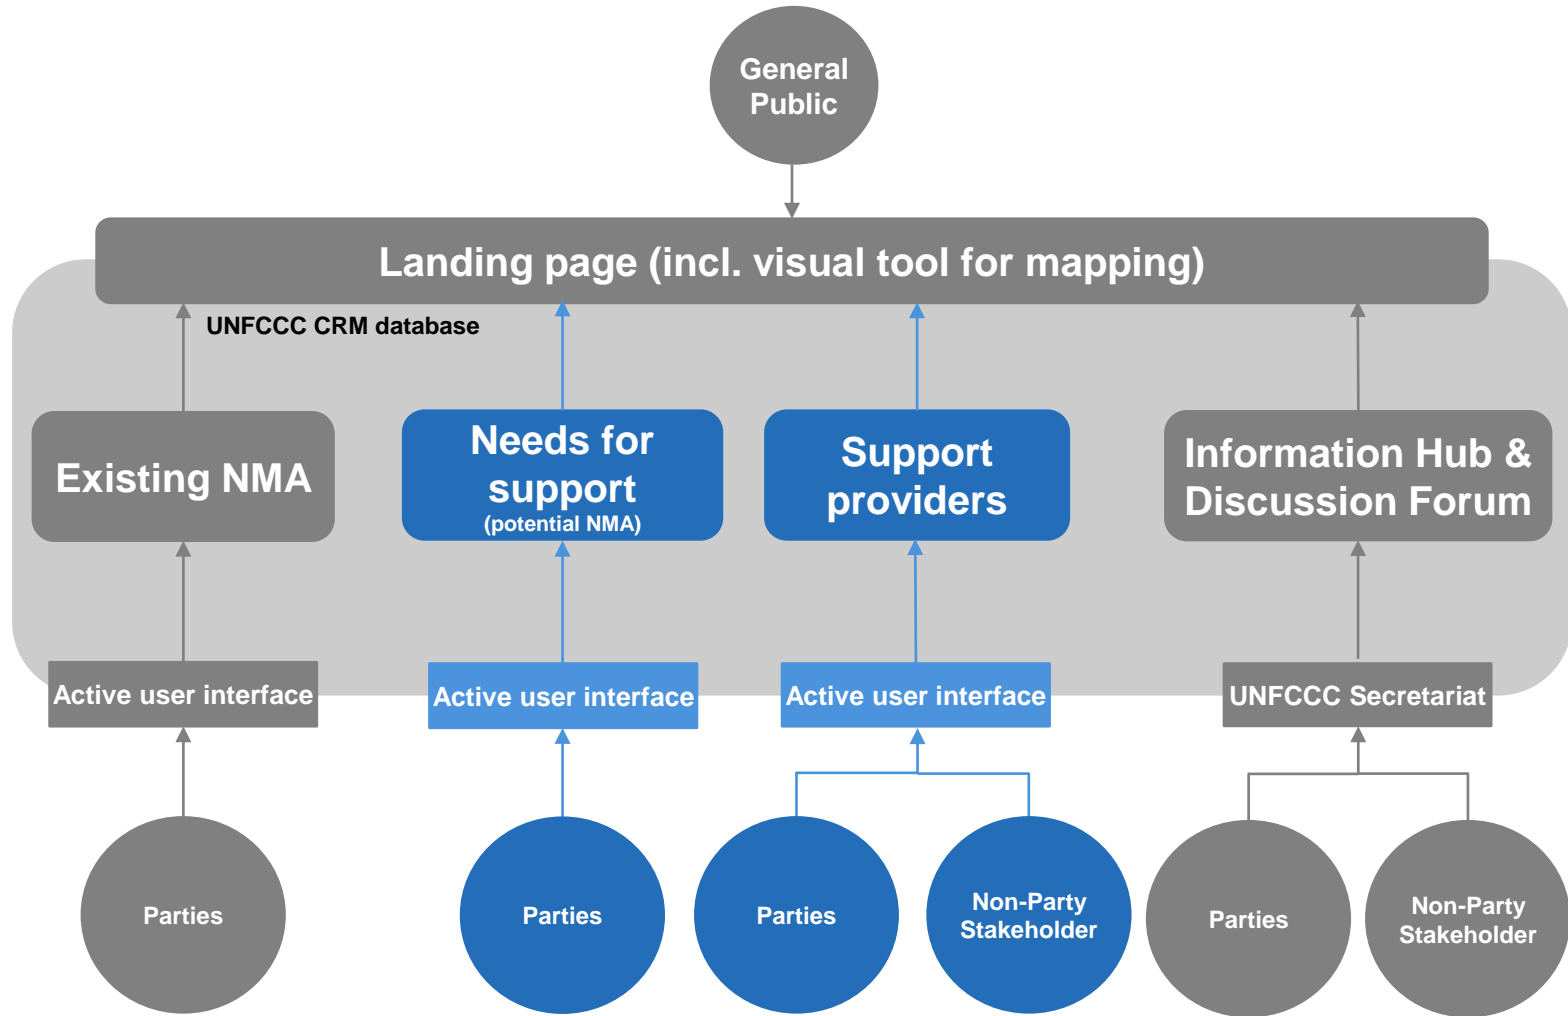 General
Public
Landing page (incl. visual tool for mapping)
UNFCCC CRM database
Existing NMA
Needs for
support
(potential NMA)
Support
providers
Information Hub &
Discussion Forum
Active user interface
Active user interface
Active user interface
UNFCCC Secretariat
Parties
Parties
Parties
Non-Party
Stakeholder
Parties
Non-Party
Stakeholder